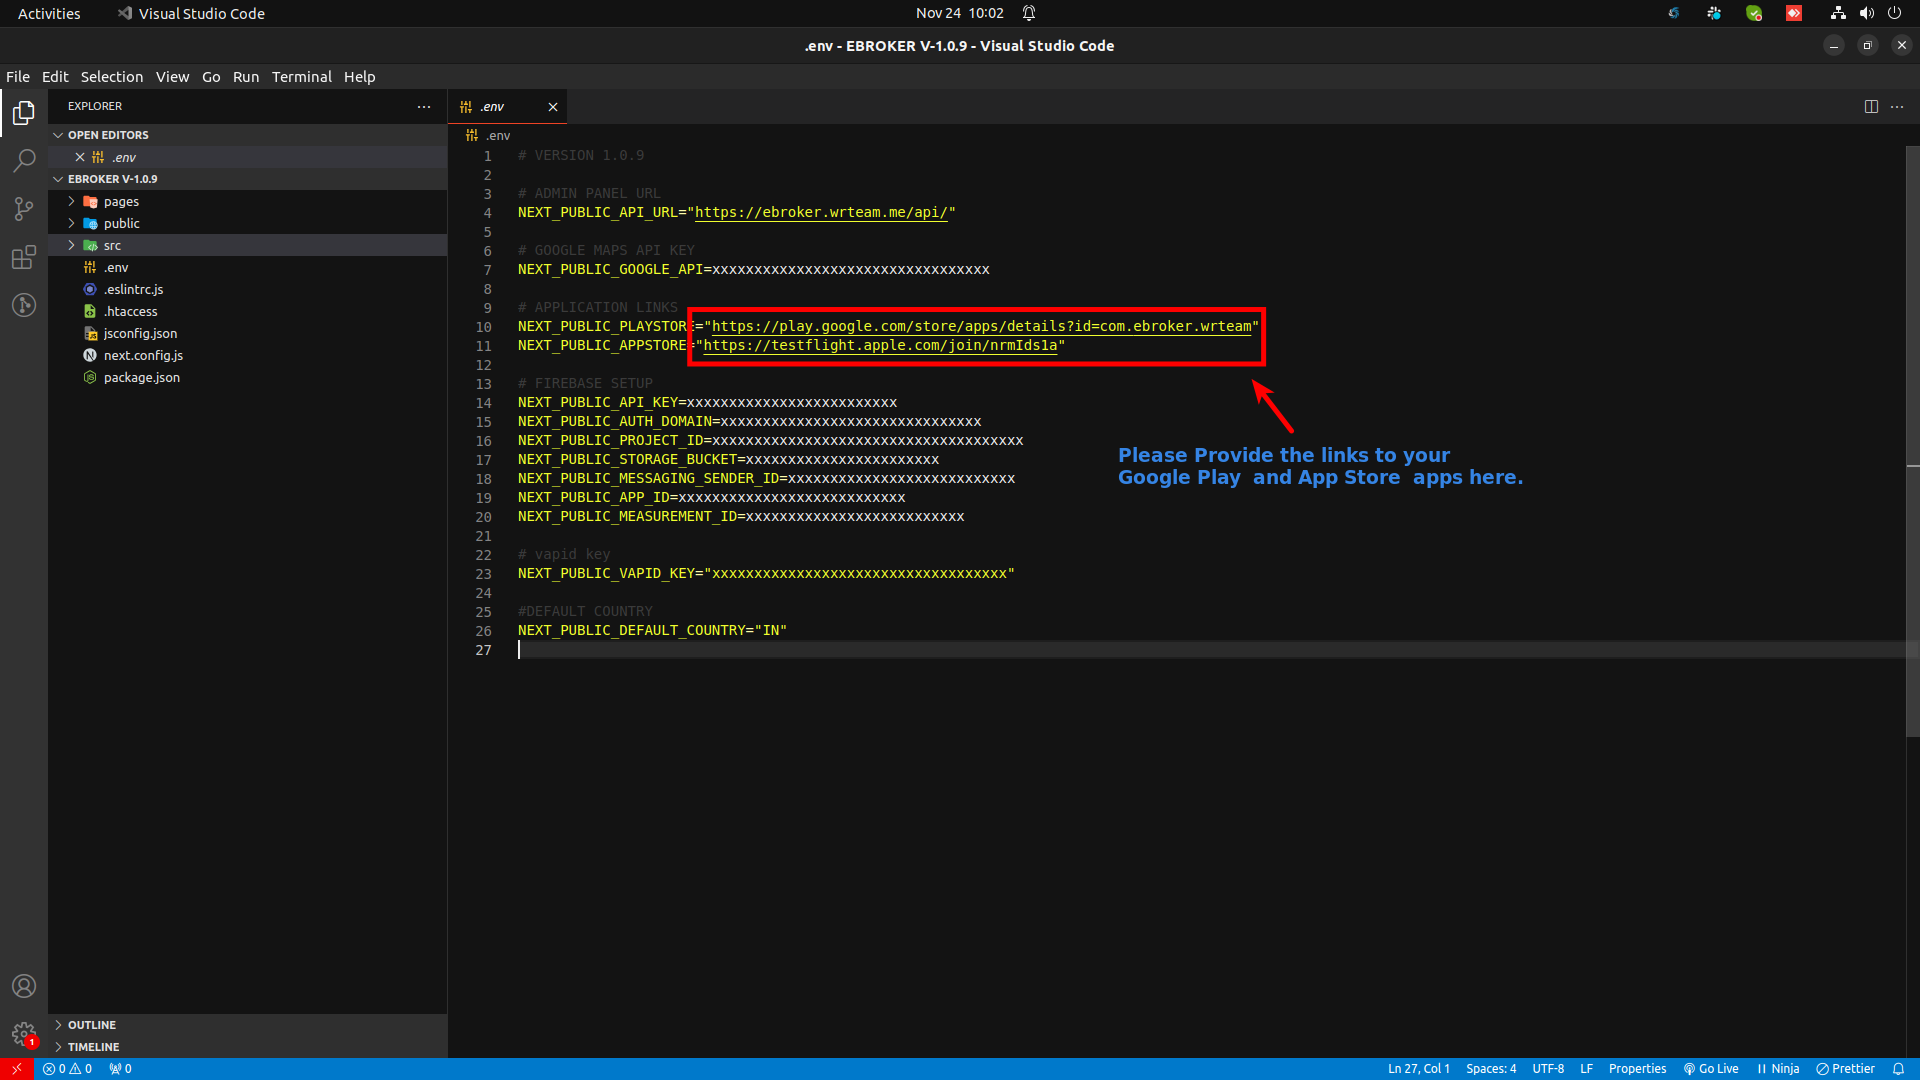 Activities
Visual Studio Code
Nov 24 10:02
.env - EBROKER V-1.0.9 - Visual Studio Code
File Edit Selection View Go Run Terminal Help
EXPLORER
OPEN EDITORS
.env
EBROKER V-1.0.9
pages
public
src
.env
.eslintrc.js
.htaccess
jsconfig.json
next.config.js
package.json
OUTLINE
TIMELINE
.env
.env
1 # VERSION 1.0.9
2
3 # ADMIN PANEL URL
4 NEXT_PUBLIC_API_URL="https://ebroker.wrteam.me/api/"
5
6 # GOOGLE MAPS API KEY
7 NEXT_PUBLIC_GOOGLE_API=xxxxxxxxxxxxxxxxxxxxxxxxxxxxxxxxx
8
9 # APPLICATION LINKS
10 NEXT_PUBLIC_PLAYSTORE="https://play.google.com/store/apps/details?id=com.ebroker.wrteam"
11 NEXT_PUBLIC_APPSTORE="https://testflight.apple.com/join/nrmIds1a"
12
13 # FIREBASE SETUP
14 NEXT_PUBLIC_API_KEY=xxxxxxxxxxxxxxxxxxxxxxxxx
15 NEXT_PUBLIC_AUTH_DOMAIN=xxxxxxxxxxxxxxxxxxxxxxxxxxxxxxx
16 NEXT_PUBLIC_PROJECT_ID=xxxxxxxxxxxxxxxxxxxxxxxxxxxxxxxxxxxxx
17 NEXT_PUBLIC_STORAGE_BUCKET=xxxxxxxxxxxxxxxxxxxxxxx
18 NEXT_PUBLIC_MESSAGING_SENDER_ID=xxxxxxxxxxxxxxxxxxxxxxxxxxx
19 NEXT_PUBLIC_APP_ID=xxxxxxxxxxxxxxxxxxxxxxxxxxx
20 NEXT_PUBLIC_MEASUREMENT_ID=xxxxxxxxxxxxxxxxxxxxxxxxxx
21
22 # vapid key
23 NEXT_PUBLIC_VAPID_KEY="xxxxxxxxxxxxxxxxxxxxxxxxxxxxxxxxxxx"
24
25 #DEFAULT COUNTRY
26 NEXT_PUBLIC_DEFAULT_COUNTRY="IN"
27
Please Provide the links to your
Google Play and App Store apps here.
1
0 0 0
Ln 27, Col 1 Spaces: 4 UTF-8 LF Properties Go Live Ninja Prettier